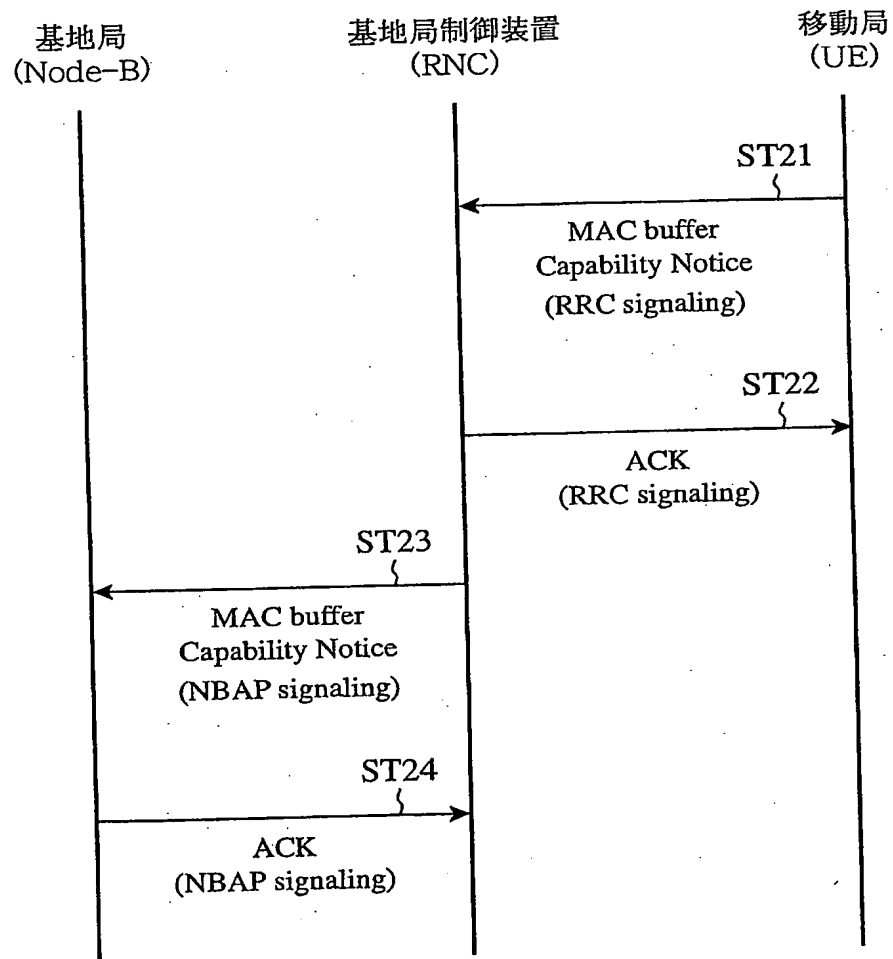 基地局
(Node-B)
基地局制御装置
(RNC)
移動局
(UE)
ST21
MAC buffer
Capability Notice
(RRC signaling)
ST22
ACK
(RRC signaling)
ST23
MAC buffer
Capability Notice
(NBAP signaling)
ST24
ACK
(NBAP signaling)